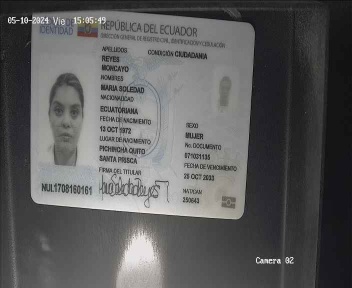 05-10-2024 Vie 15:05:49
REPÚBLICA DEL ECUADOR
IDENTIDAD
DIRECCIÓN GENERAL DE REGISTRO CIVIL, IDENTIFICACIÓN Y CEDULACIÓN
APELLIDOS
CONDICIÓN CIUDADANÍA
REYES
MONCAYO
NOMBRES
MARIA SOLEDAD
NACIONALIDAD
ECUATORIANA
FECHA DE NACIMIENTO
13 OCT 1972
LUGAR DE NACIMIENTO
PICHINCHA QUITO
SANTA PRISCA
FIRMA DEL TITULAR
SEXO
MUJER
No. DOCUMENTO
071031135
FECHA DE VENCIMIENTO
20 OCT 2033
NAT/CAN
250643
NUI.1708160161
Camera 02